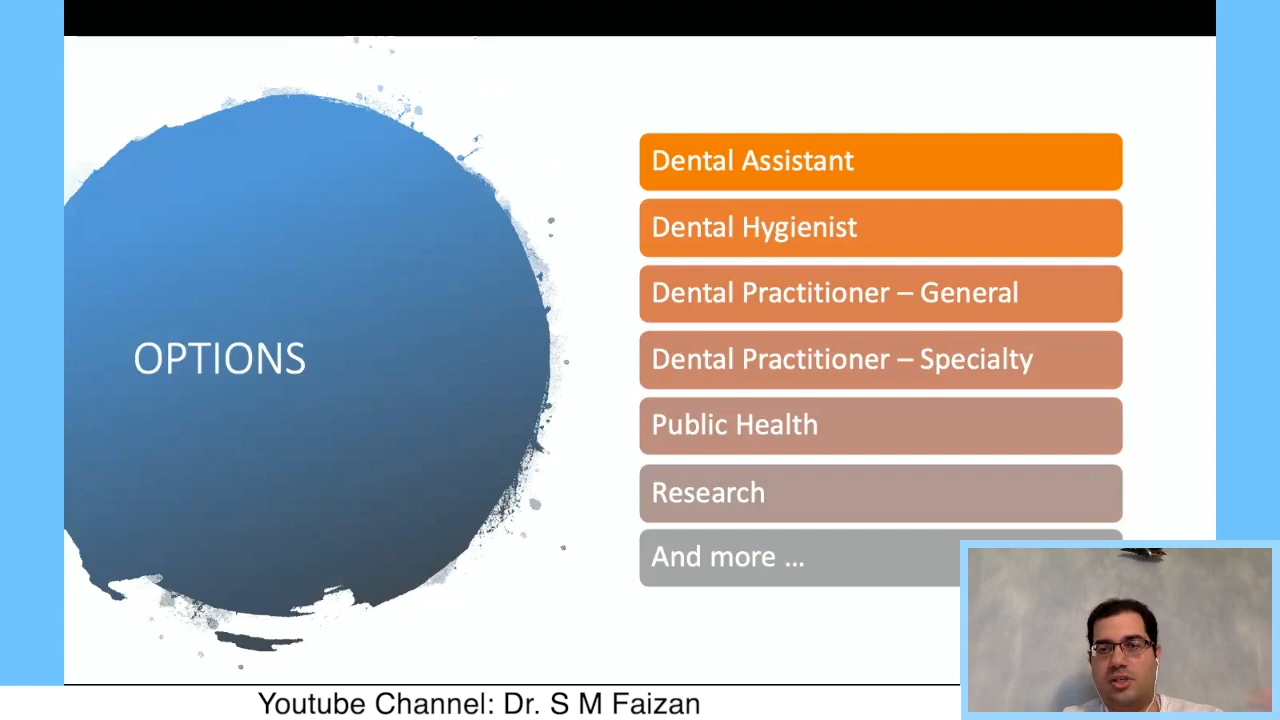 OPTIONS
Dental Assistant
Dental Hygienist
Dental Practitioner – General
Dental Practitioner – Specialty
Public Health
Research
And more ...
Youtube Channel: Dr. S M Faizan